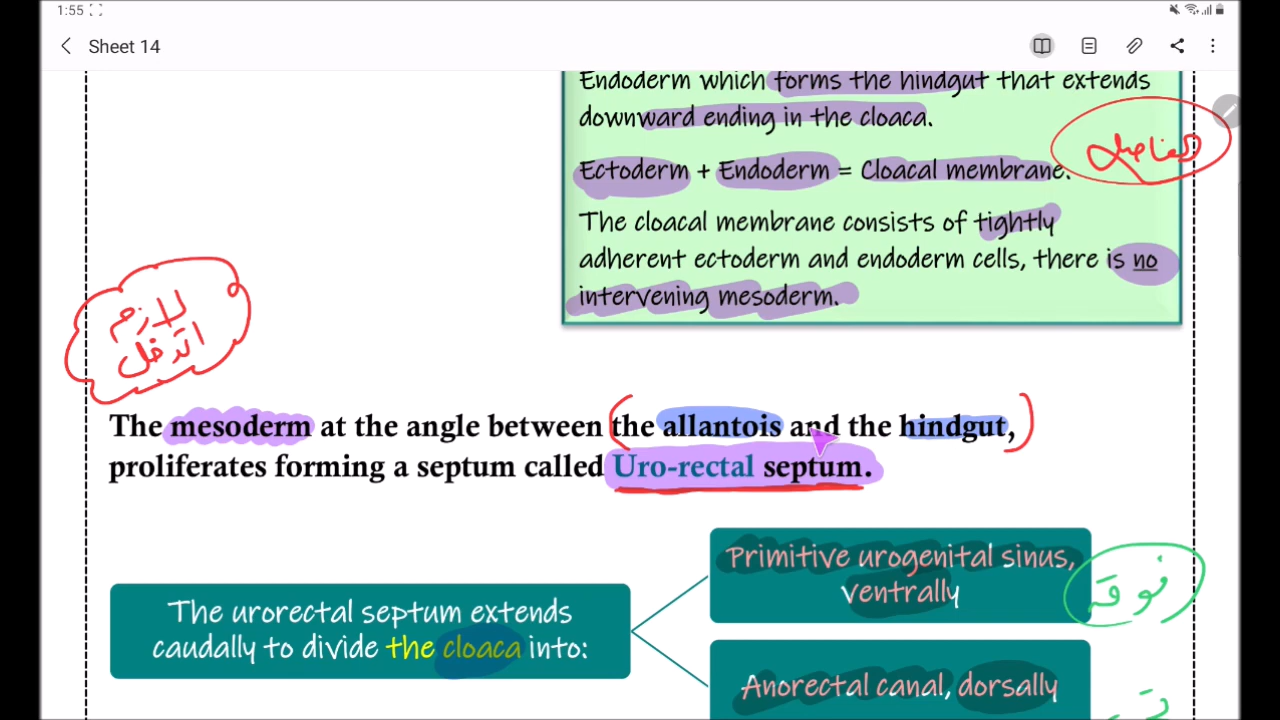 1:55
Sheet 14
Endoderm which forms the hindgut that extends
downward ending in the cloaca.
Ectoderm + Endoderm = Cloacal membrane.
The cloacal membrane consists of tightly
adherent ectoderm and endoderm cells, there is no
intervening mesoderm.
لازم
اتدخل
The mesoderm at the angle between the allantois and the hindgut,
proliferates forming a septum called Uro-rectal septum.
The urorectal septum extends
caudally to divide the cloaca into:
Primitive urogenital sinus,
ventrally
فوقه
Anorectal canal, dorsally